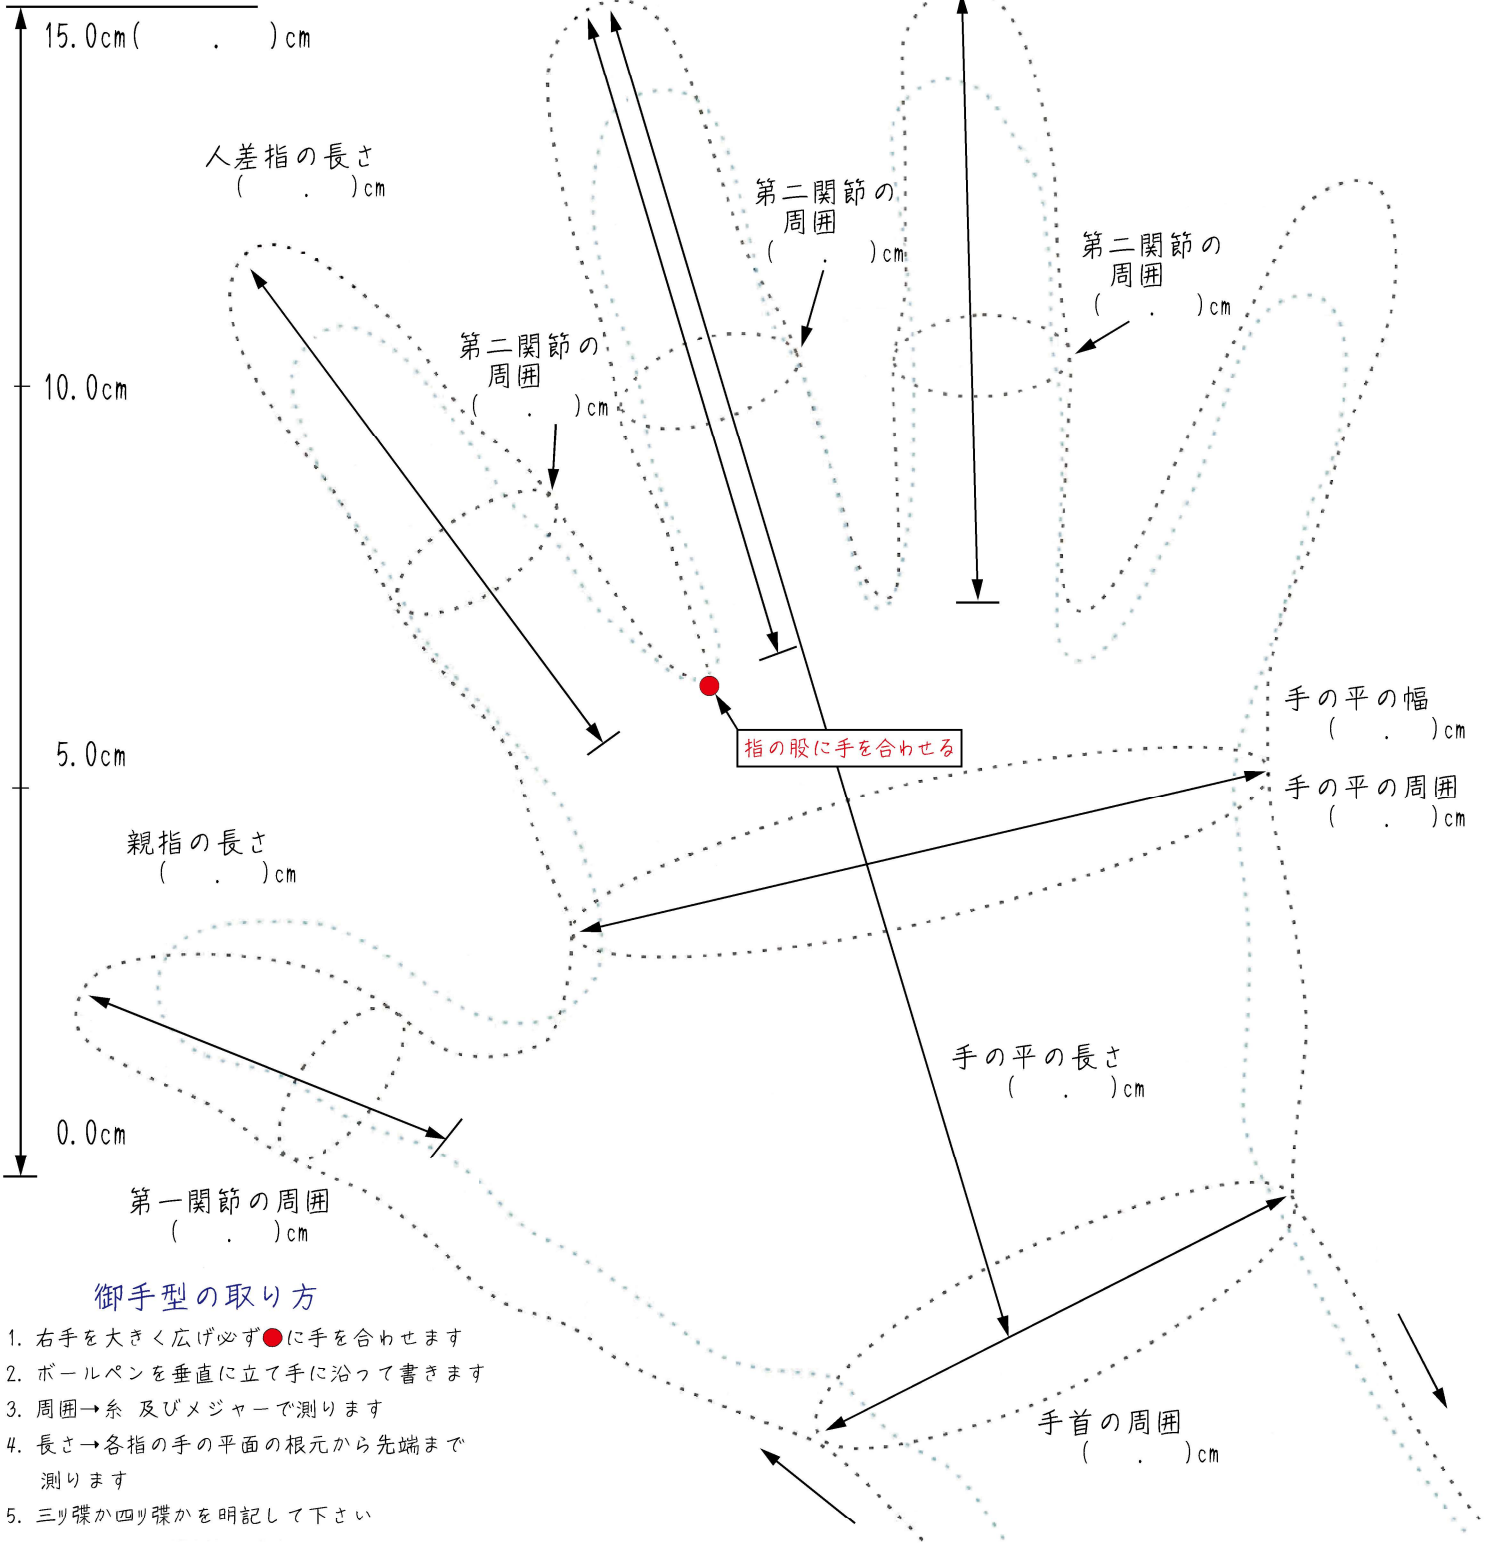 15.0cm(　　.　　)cm
人差指の長さ
(　　.　　)cm
第二関節の
周囲
(　　.　　)cm
第二関節の
周囲
(　　.　　)cm
第二関節の
周囲
(　　.　　)cm
10.0cm
手の平の幅
(　　.　　)cm
指の股に手を合わせる
5.0cm
手の平の周囲
(　　.　　)cm
親指の長さ
(　　.　　)cm
手の平の長さ
(　　.　　)cm
0.0cm
第一関節の周囲
(　　.　　)cm
手首の周囲
(　　.　　)cm
御手型の取り方
1. 右手を大きく広げ必ず●に手を合わせます
2. ボールペンを垂直に立て手に沿って書きます
3. 周囲→糸 及びメジャーで測ります
4. 長さ→各指の手の平面の根元から先端まで
測ります
5. 三ッ弽か四ッ弽かを明記して下さい